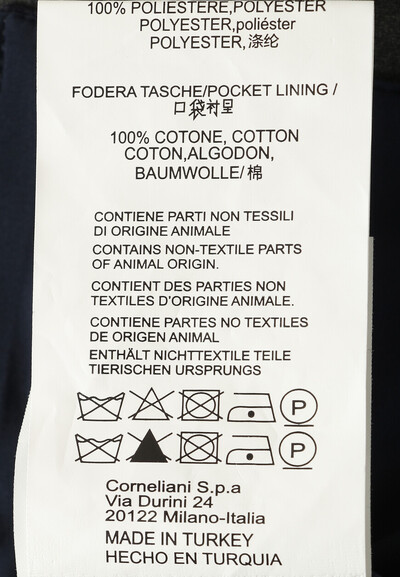 100% POLIESTERE,POLYESTER
POLYESTER,poliéster
POLYESTER,涤纶
FODERA TASCHE/POCKET LINING /
口袋衬里
100% COTONE, COTTON
COTON,ALGODON,
BAUMWOLLE/棉
CONTIENE PARTI NON TESSILI
DI ORIGINE ANIMALE
CONTAINS NON-TEXTILE PARTS
OF ANIMAL ORIGIN.
CONTIENT DES PARTIES NON
TEXTILES D'ORIGINE ANIMALE.
CONTIENE PARTES NO TEXTILES
DE ORIGEN ANIMAL
ENTHÄLT NICHTTEXTILE TEILE
TIERISCHEN URSPRUNGS
P
P
Corneliani S.p.a
Via Durini 24
20122 Milano-Italia
MADE IN TURKEY
HECHO EN TURQUIA